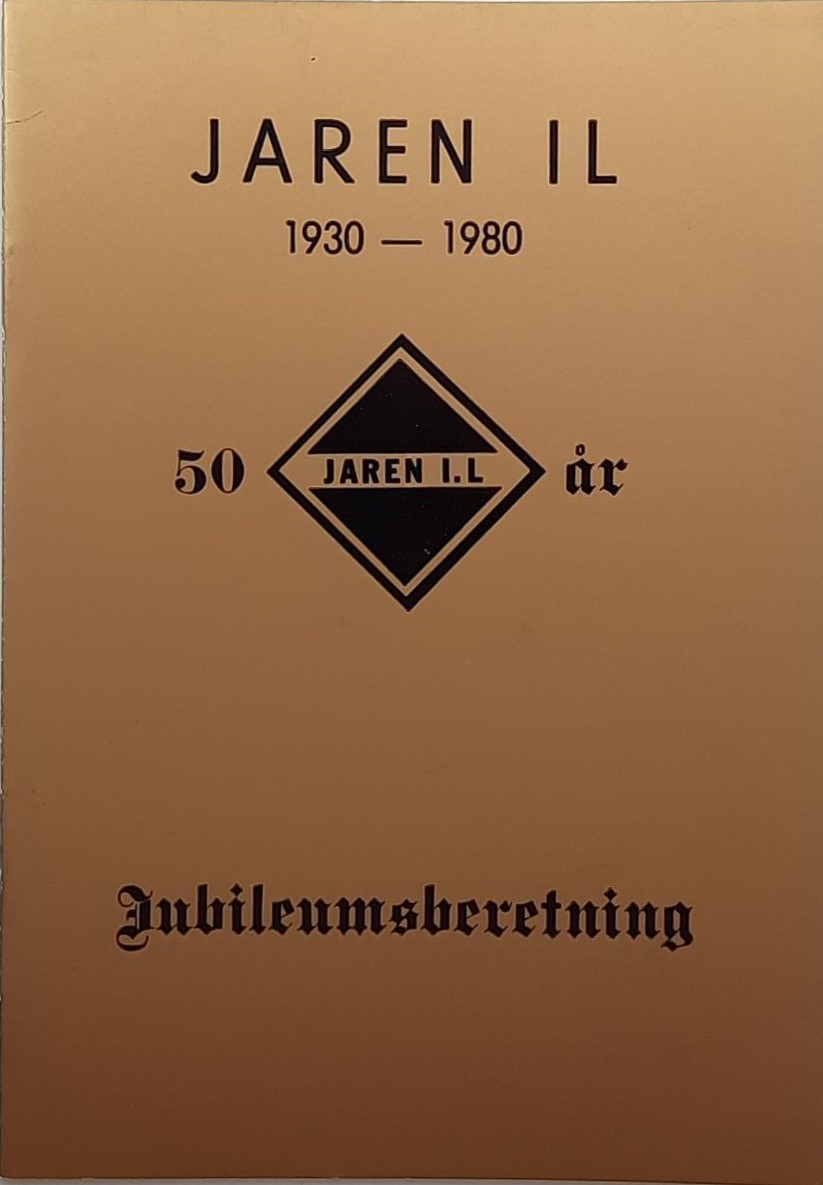 JAREN IL
1930 — 1980
50 JAREN I.L år
Jubileumsberetning